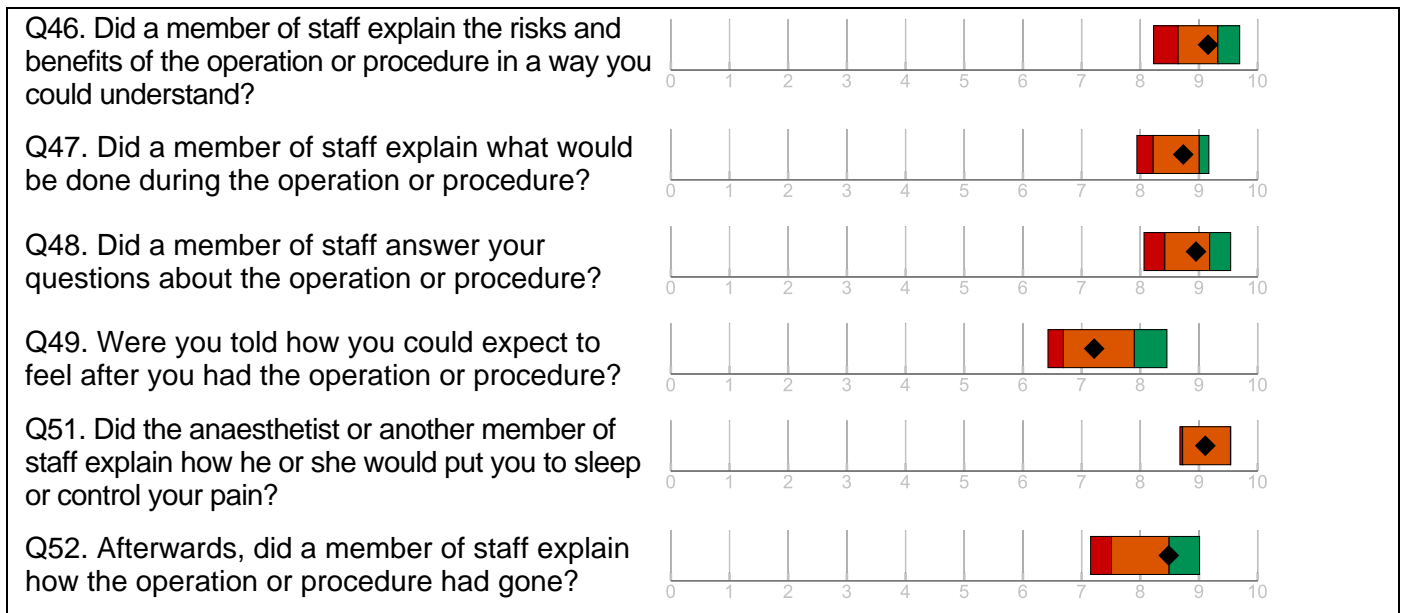 Q46. Did a member of staff explain the risks and
benefits of the operation or procedure in a way you
could understand?
0 1 2 3 4 5 6 7 8 9 10
Q47. Did a member of staff explain what would
be done during the operation or procedure?
0 1 2 3 4 5 6 7 8 9 10
Q48. Did a member of staff answer your
questions about the operation or procedure?
0 1 2 3 4 5 6 7 8 9 10
Q49. Were you told how you could expect to
feel after you had the operation or procedure?
0 1 2 3 4 5 6 7 8 9 10
Q51. Did the anaesthetist or another member of
staff explain how he or she would put you to sleep
or control your pain?
0 1 2 3 4 5 6 7 8 9 10
Q52. Afterwards, did a member of staff explain
how the operation or procedure had gone?
0 1 2 3 4 5 6 7 8 9 10